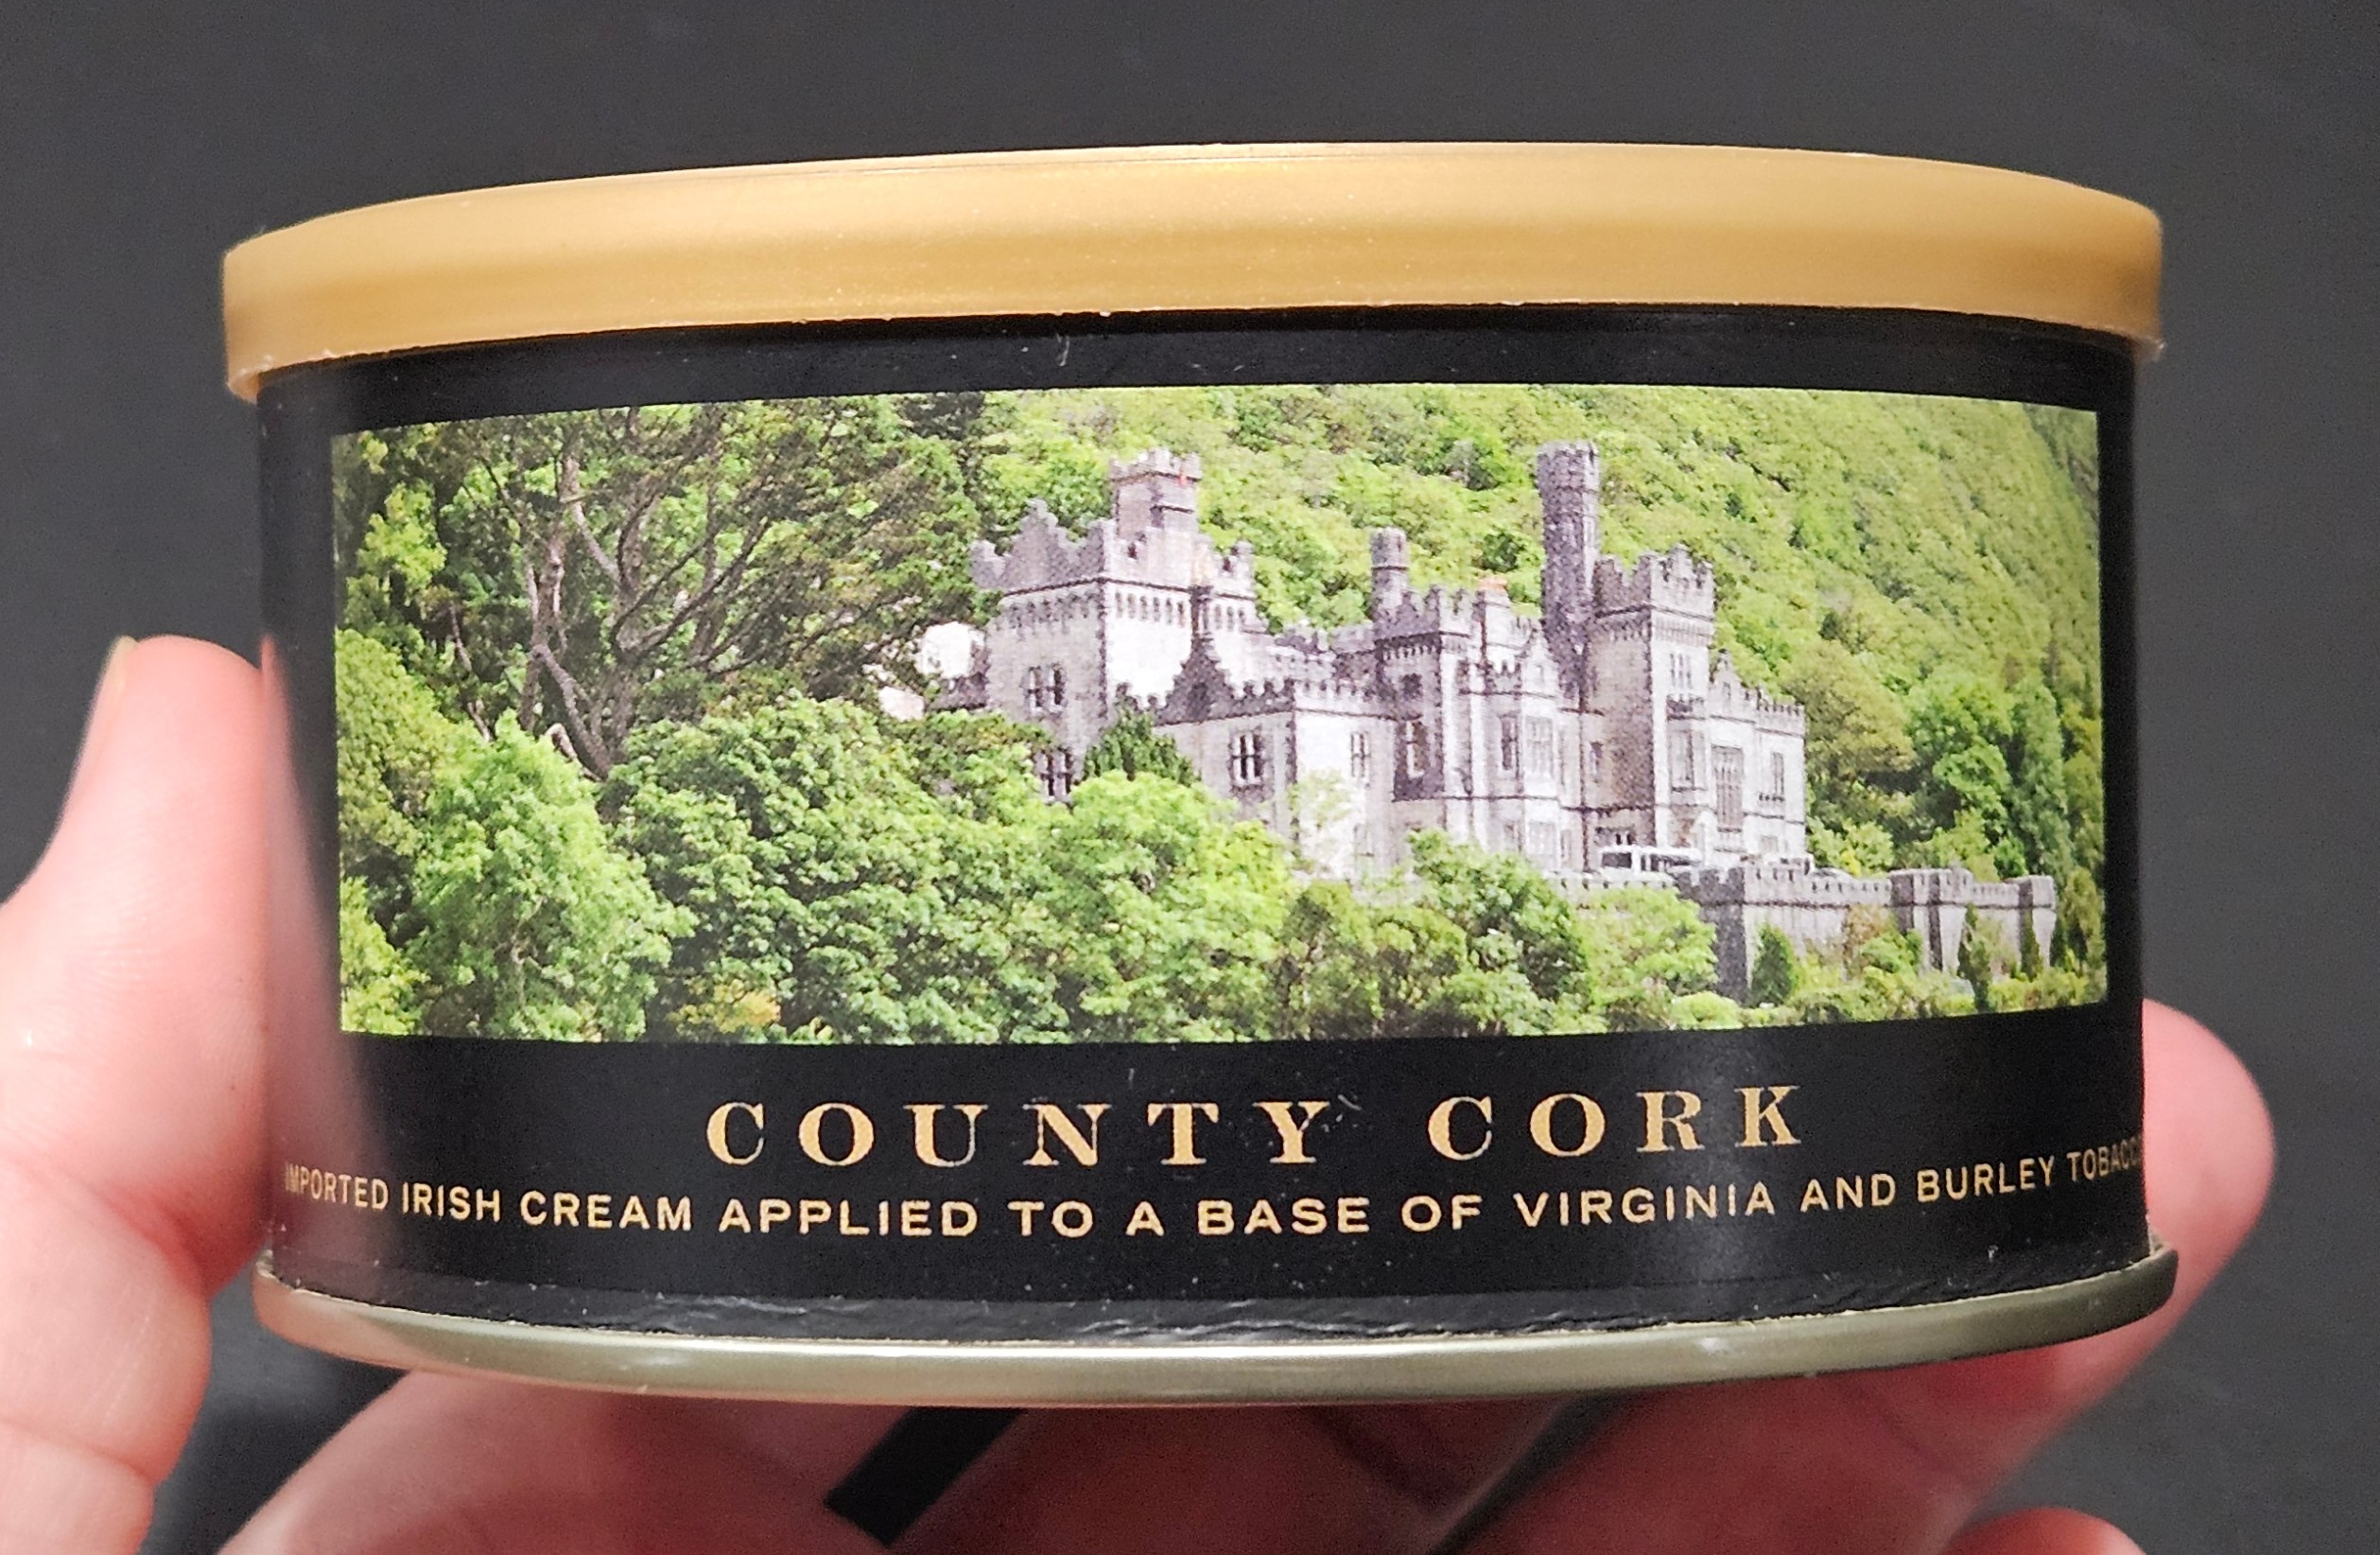 COUNTY CORK
IMPORTED IRISH CREAM APPLIED TO A BASE OF VIRGINIA AND BURLEY